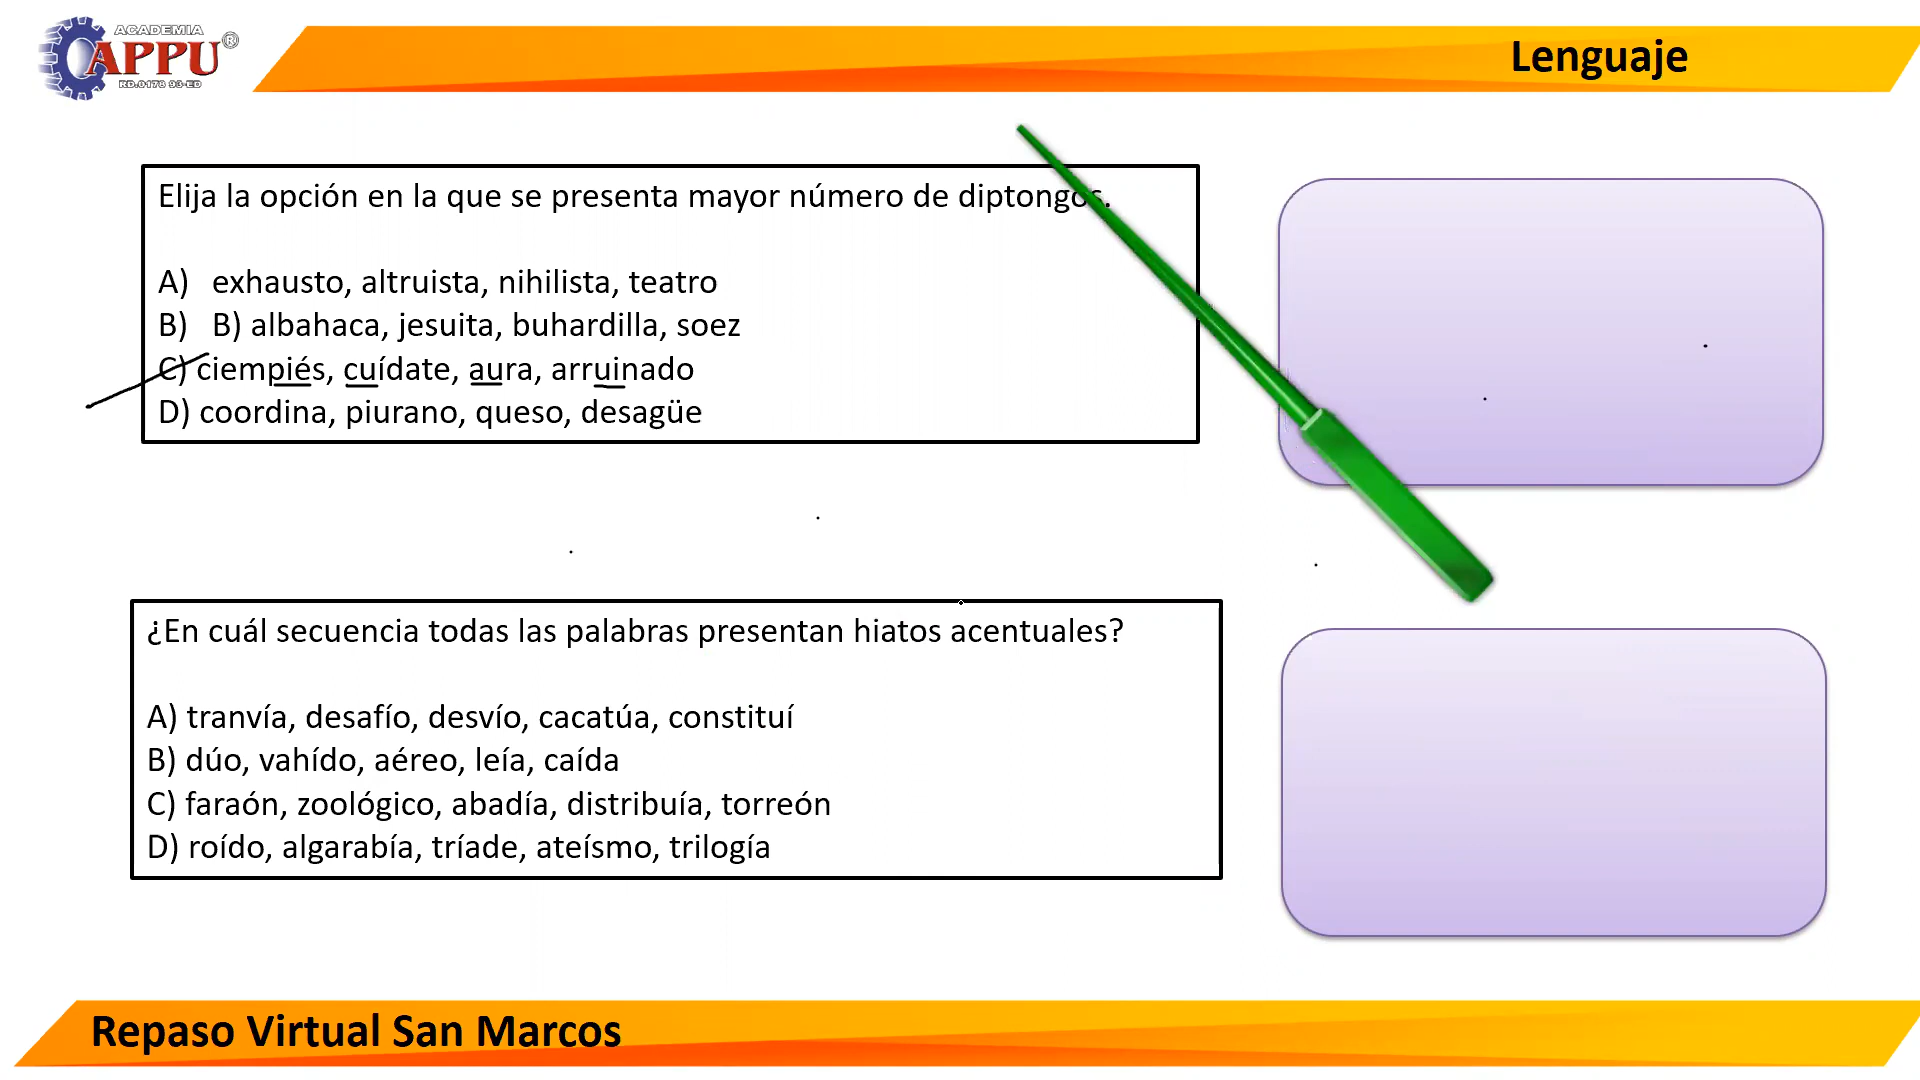 ACADEMIA
APPU®
RD.0178 93-ED
Lenguaje
Elija la opción en la que se presenta mayor número de diptongos.
A) exhausto, altruista, nihilista, teatro
B) B) albahaca, jesuita, buhardilla, soez
C) ciempiés, cuídate, aura, arruinado
D) coordina, piurano, queso, desagüe
¿En cuál secuencia todas las palabras presentan hiatos acentuales?
A) tranvía, desafío, desvío, cacatúa, constituí
B) dúo, vahído, aéreo, leía, caída
C) faraón, zoológico, abadía, distribuía, torreón
D) roído, algarabía, tríade, ateísmo, trilogía
Repaso Virtual San Marcos